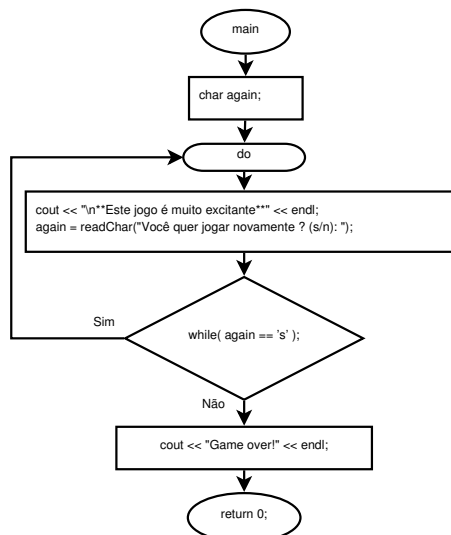 main
char again;
do
cout << "\n**Este jogo é muito excitante**" << endl;
again = readChar("Você quer jogar novamente ? (s/n): ");
Sim
while( again == 's' );
Não
cout << "Game over!" << endl;
return 0;